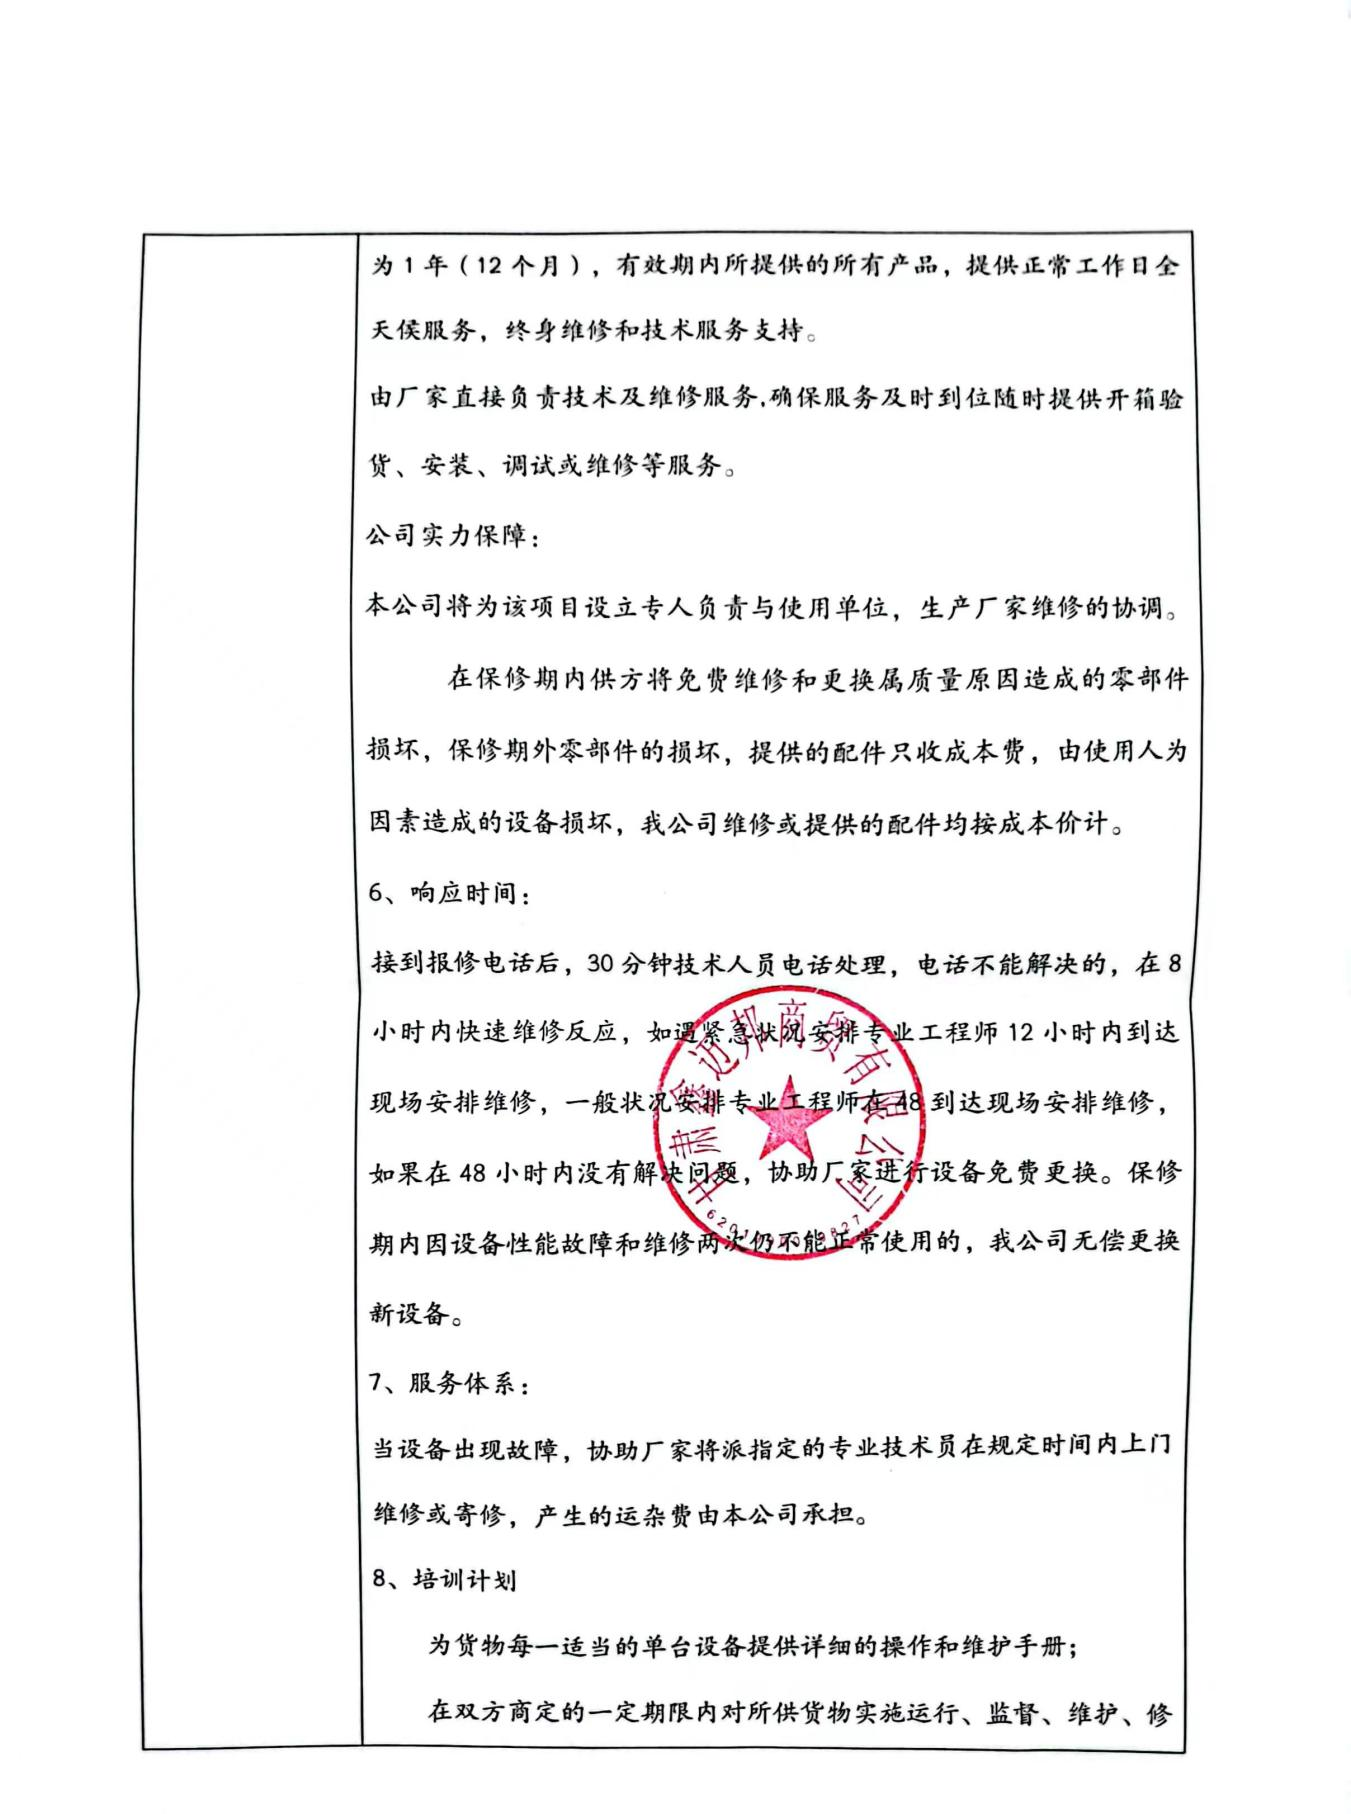 为1年（12个月），有效期内所提供的所有产品，提供正常工作日全
天侯服务，终身维修和技术服务支持。
由厂家直接负责技术及维修服务,确保服务及时到位随时提供开箱验
货、安装、调试或维修等服务。
公司实力保障：
本公司将为该项目设立专人负责与使用单位，生产厂家维修的协调。
在保修期内供方将免费维修和更换属质量原因造成的零部件
损坏，保修期外零部件的损坏，提供的配件只收成本费，由使用人为
因素造成的设备损坏，我公司维修或提供的配件均按成本价计。
6、响应时间：
接到报修电话后，30分钟技术人员电话处理，电话不能解决的，在8
小时内快速维修反应，如遇紧急状况安排专业工程师12小时内到达
现场安排维修，一般状况安排专业工程师在48到达现场安排维修，
如果在48小时内没有解决问题，协助厂家进行设备免费更换。保修
期内因设备性能故障和维修两次仍不能正常使用的，我公司无偿更换
新设备。
7、服务体系：
当设备出现故障，协助厂家将派指定的专业技术员在规定时间内上门
维修或寄修，产生的运杂费由本公司承担。
8、培训计划
为货物每一适当的单台设备提供详细的操作和维护手册；
在双方商定的一定期限内对所供货物实施运行、监督、维护、修
甘肃鑫迈邦商贸有限公司